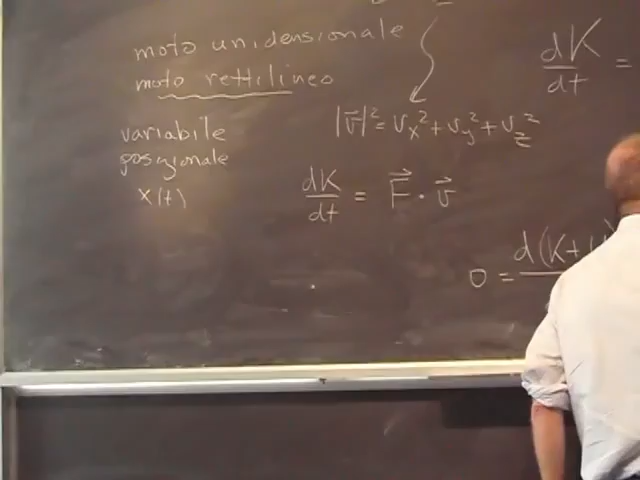 moto unidensionale
moto rettilineo
variabile
posizionale
x(t)
|v⃗|² = vx² + vy² + vz²
dK/dt = F⃗ · v⃗
dK/dt =
0 = d(K+U)